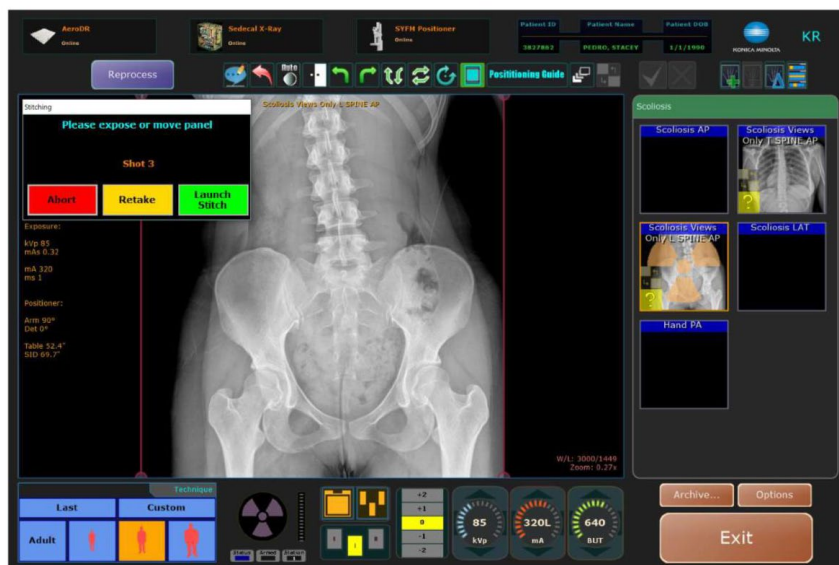 AeroDR
Online
Sedecal X-Ray
Online
SYFM Positioner
Online
Patient ID
3827862
Patient Name
PEDRO, STACEY
Patient DOB
1/1/1900
KONICA MINOLTA
KR
Reprocess
Auto
Positioning Guide
Stitching
Please expose or move panel
Shot 3
Abort
Retake
Launch Stitch
Scoliosis Views Only L SPINE AP
Exposure:
kVp 85
mAs 0.32
mA 320
ms 1
Positioner:
Arm 90°
Det 0°
Table 52.4"
SID 69.7"
W/L: 3000/1449
Zoom: 0.27x
Scoliosis
Scoliosis AP
Scoliosis Views
Only T SPINE AP
?
Scoliosis Views
Only L SPINE AP
?
Scoliosis LAT
Hand PA
Technique
Last
Custom
Adult
Status
Armed
Station
+2
+1
0
-1
-2
85
kVp
320L
mA
640
BUT
Archive...
Options
Exit